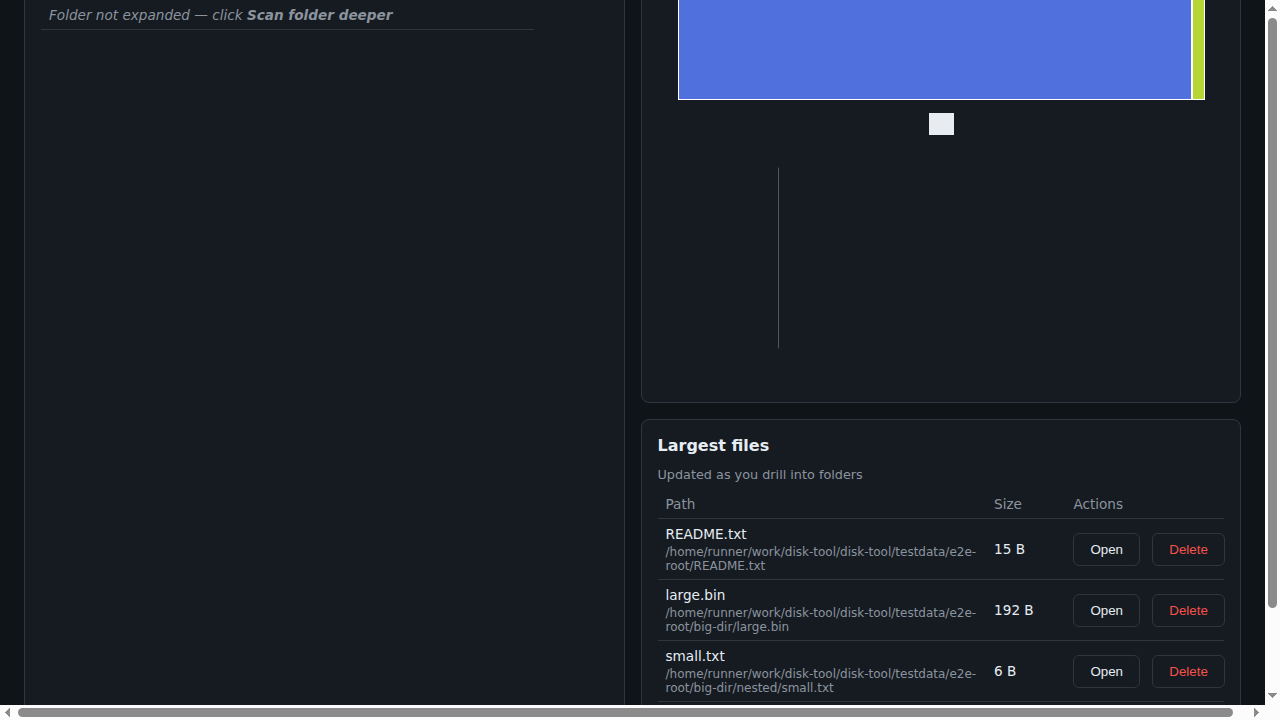 Folder not expanded — click Scan folder deeper
Largest files
Updated as you drill into folders
Path Size Actions
README.txt
/home/runner/work/disk-tool/disk-tool/testdata/e2e-
root/README.txt
15 B Open Delete
large.bin
/home/runner/work/disk-tool/disk-tool/testdata/e2e-
root/big-dir/large.bin
192 B Open Delete
small.txt
/home/runner/work/disk-tool/disk-tool/testdata/e2e-
root/big-dir/nested/small.txt
6 B Open Delete